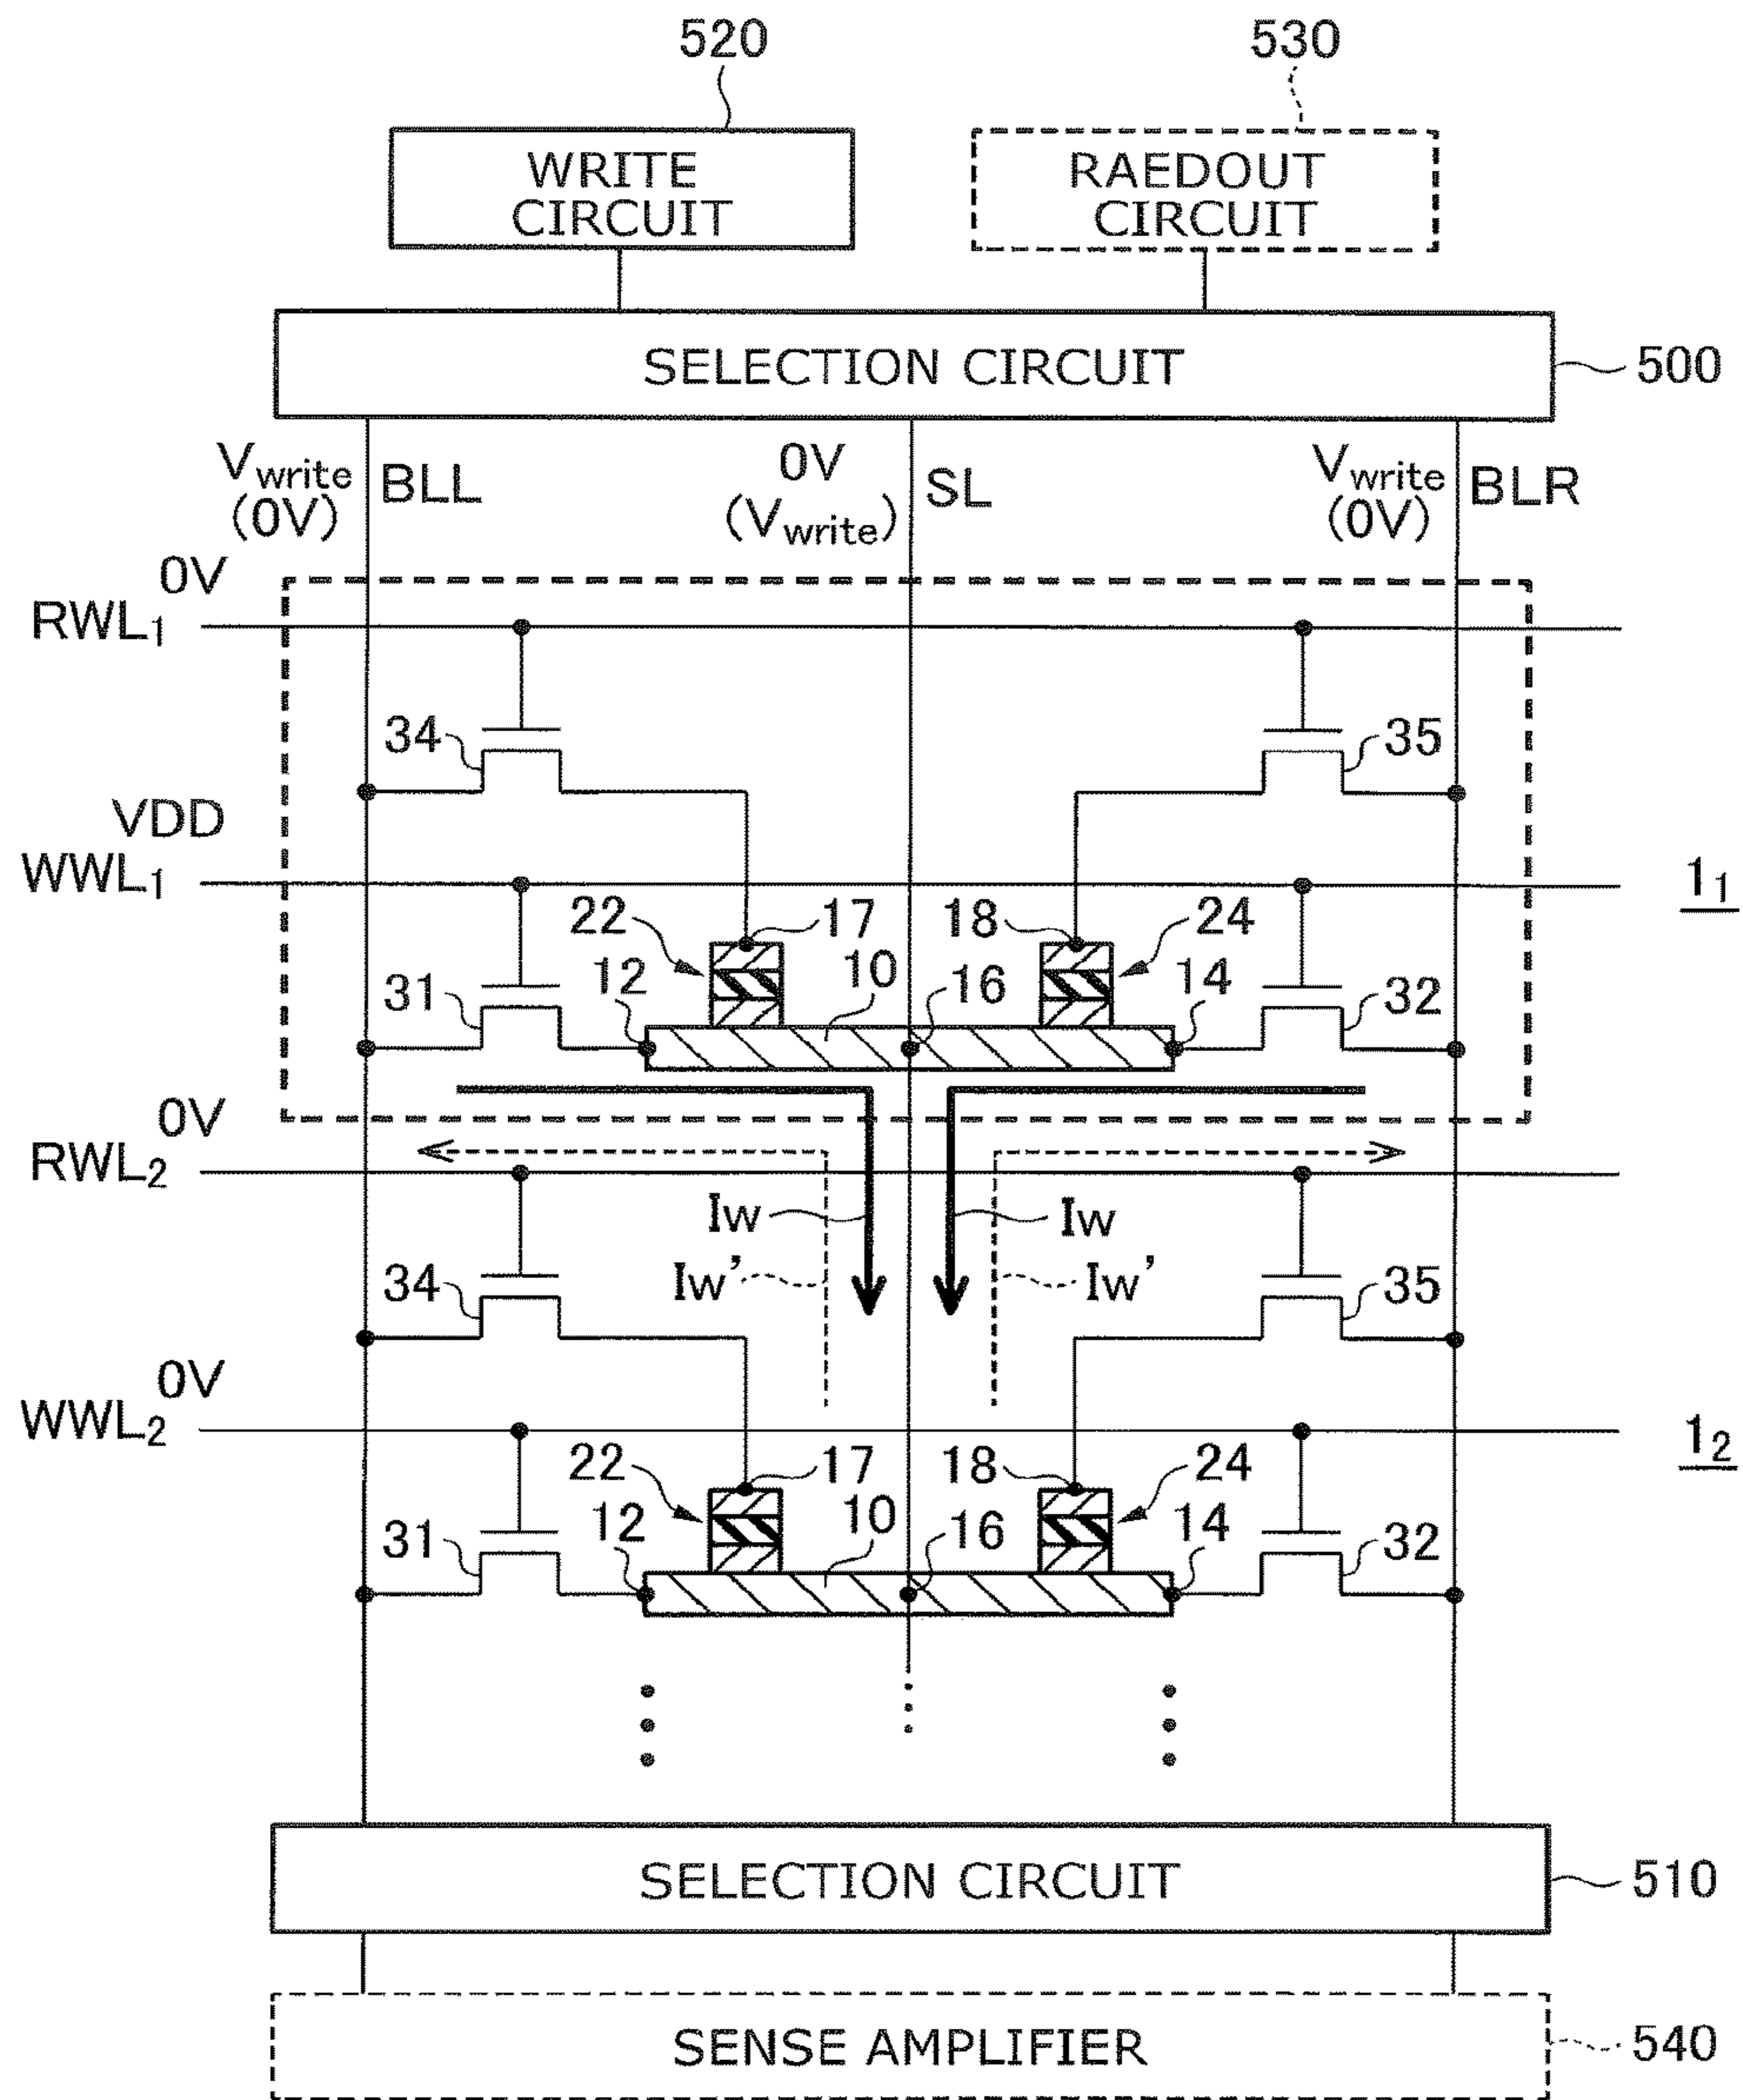 520
530
WRITE
CIRCUIT
RAEDOUT
CIRCUIT
SELECTION CIRCUIT
500
Vwrite
(0V)
BLL
0V
(Vwrite)
SL
Vwrite
(0V)
BLR
0V
RWL1
34
35
VDD
WWL1
11
22
17
18
24
12
10
16
14
31
32
0V
RWL2
Iw
Iw
Iw’
Iw’
34
35
0V
WWL2
12
22
17
18
24
12
10
16
14
31
32
SELECTION CIRCUIT
510
SENSE AMPLIFIER
540